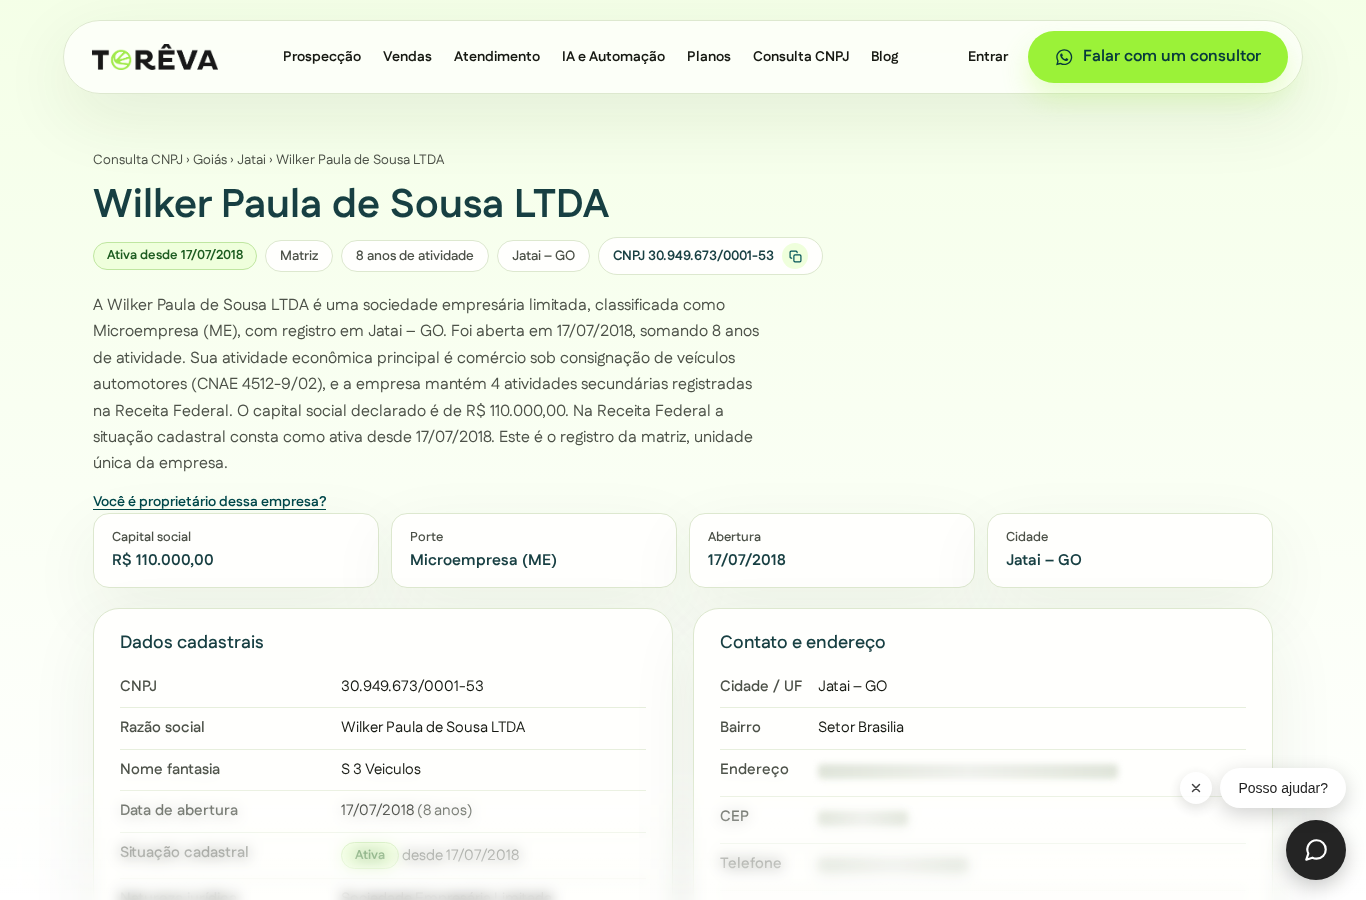 TORÊVA
Prospecção Vendas Atendimento IA e Automação Planos Consulta CNPJ Blog Entrar Falar com um consultor
Consulta CNPJ › Goiás › Jatai › Wilker Paula de Sousa LTDA
Wilker Paula de Sousa LTDA
Ativa desde 17/07/2018 Matriz 8 anos de atividade Jatai – GO CNPJ 30.949.673/0001-53
A Wilker Paula de Sousa LTDA é uma sociedade empresária limitada, classificada como
Microempresa (ME), com registro em Jatai – GO. Foi aberta em 17/07/2018, somando 8 anos
de atividade. Sua atividade econômica principal é comércio sob consignação de veículos
automotores (CNAE 4512-9/02), e a empresa mantém 4 atividades secundárias registradas
na Receita Federal. O capital social declarado é de R$ 110.000,00. Na Receita Federal a
situação cadastral consta como ativa desde 17/07/2018. Este é o registro da matriz, unidade
única da empresa.
Você é proprietário dessa empresa?
Capital social
R$ 110.000,00
Porte
Microempresa (ME)
Abertura
17/07/2018
Cidade
Jatai – GO
Dados cadastrais
CNPJ 30.949.673/0001-53
Razão social Wilker Paula de Sousa LTDA
Nome fantasia S 3 Veiculos
Data de abertura 17/07/2018 (8 anos)
Situação cadastral Ativa desde 17/07/2018
Contato e endereço
Cidade / UF Jatai – GO
Bairro Setor Brasilia
Endereço
CEP
Telefone
Posso ajudar?